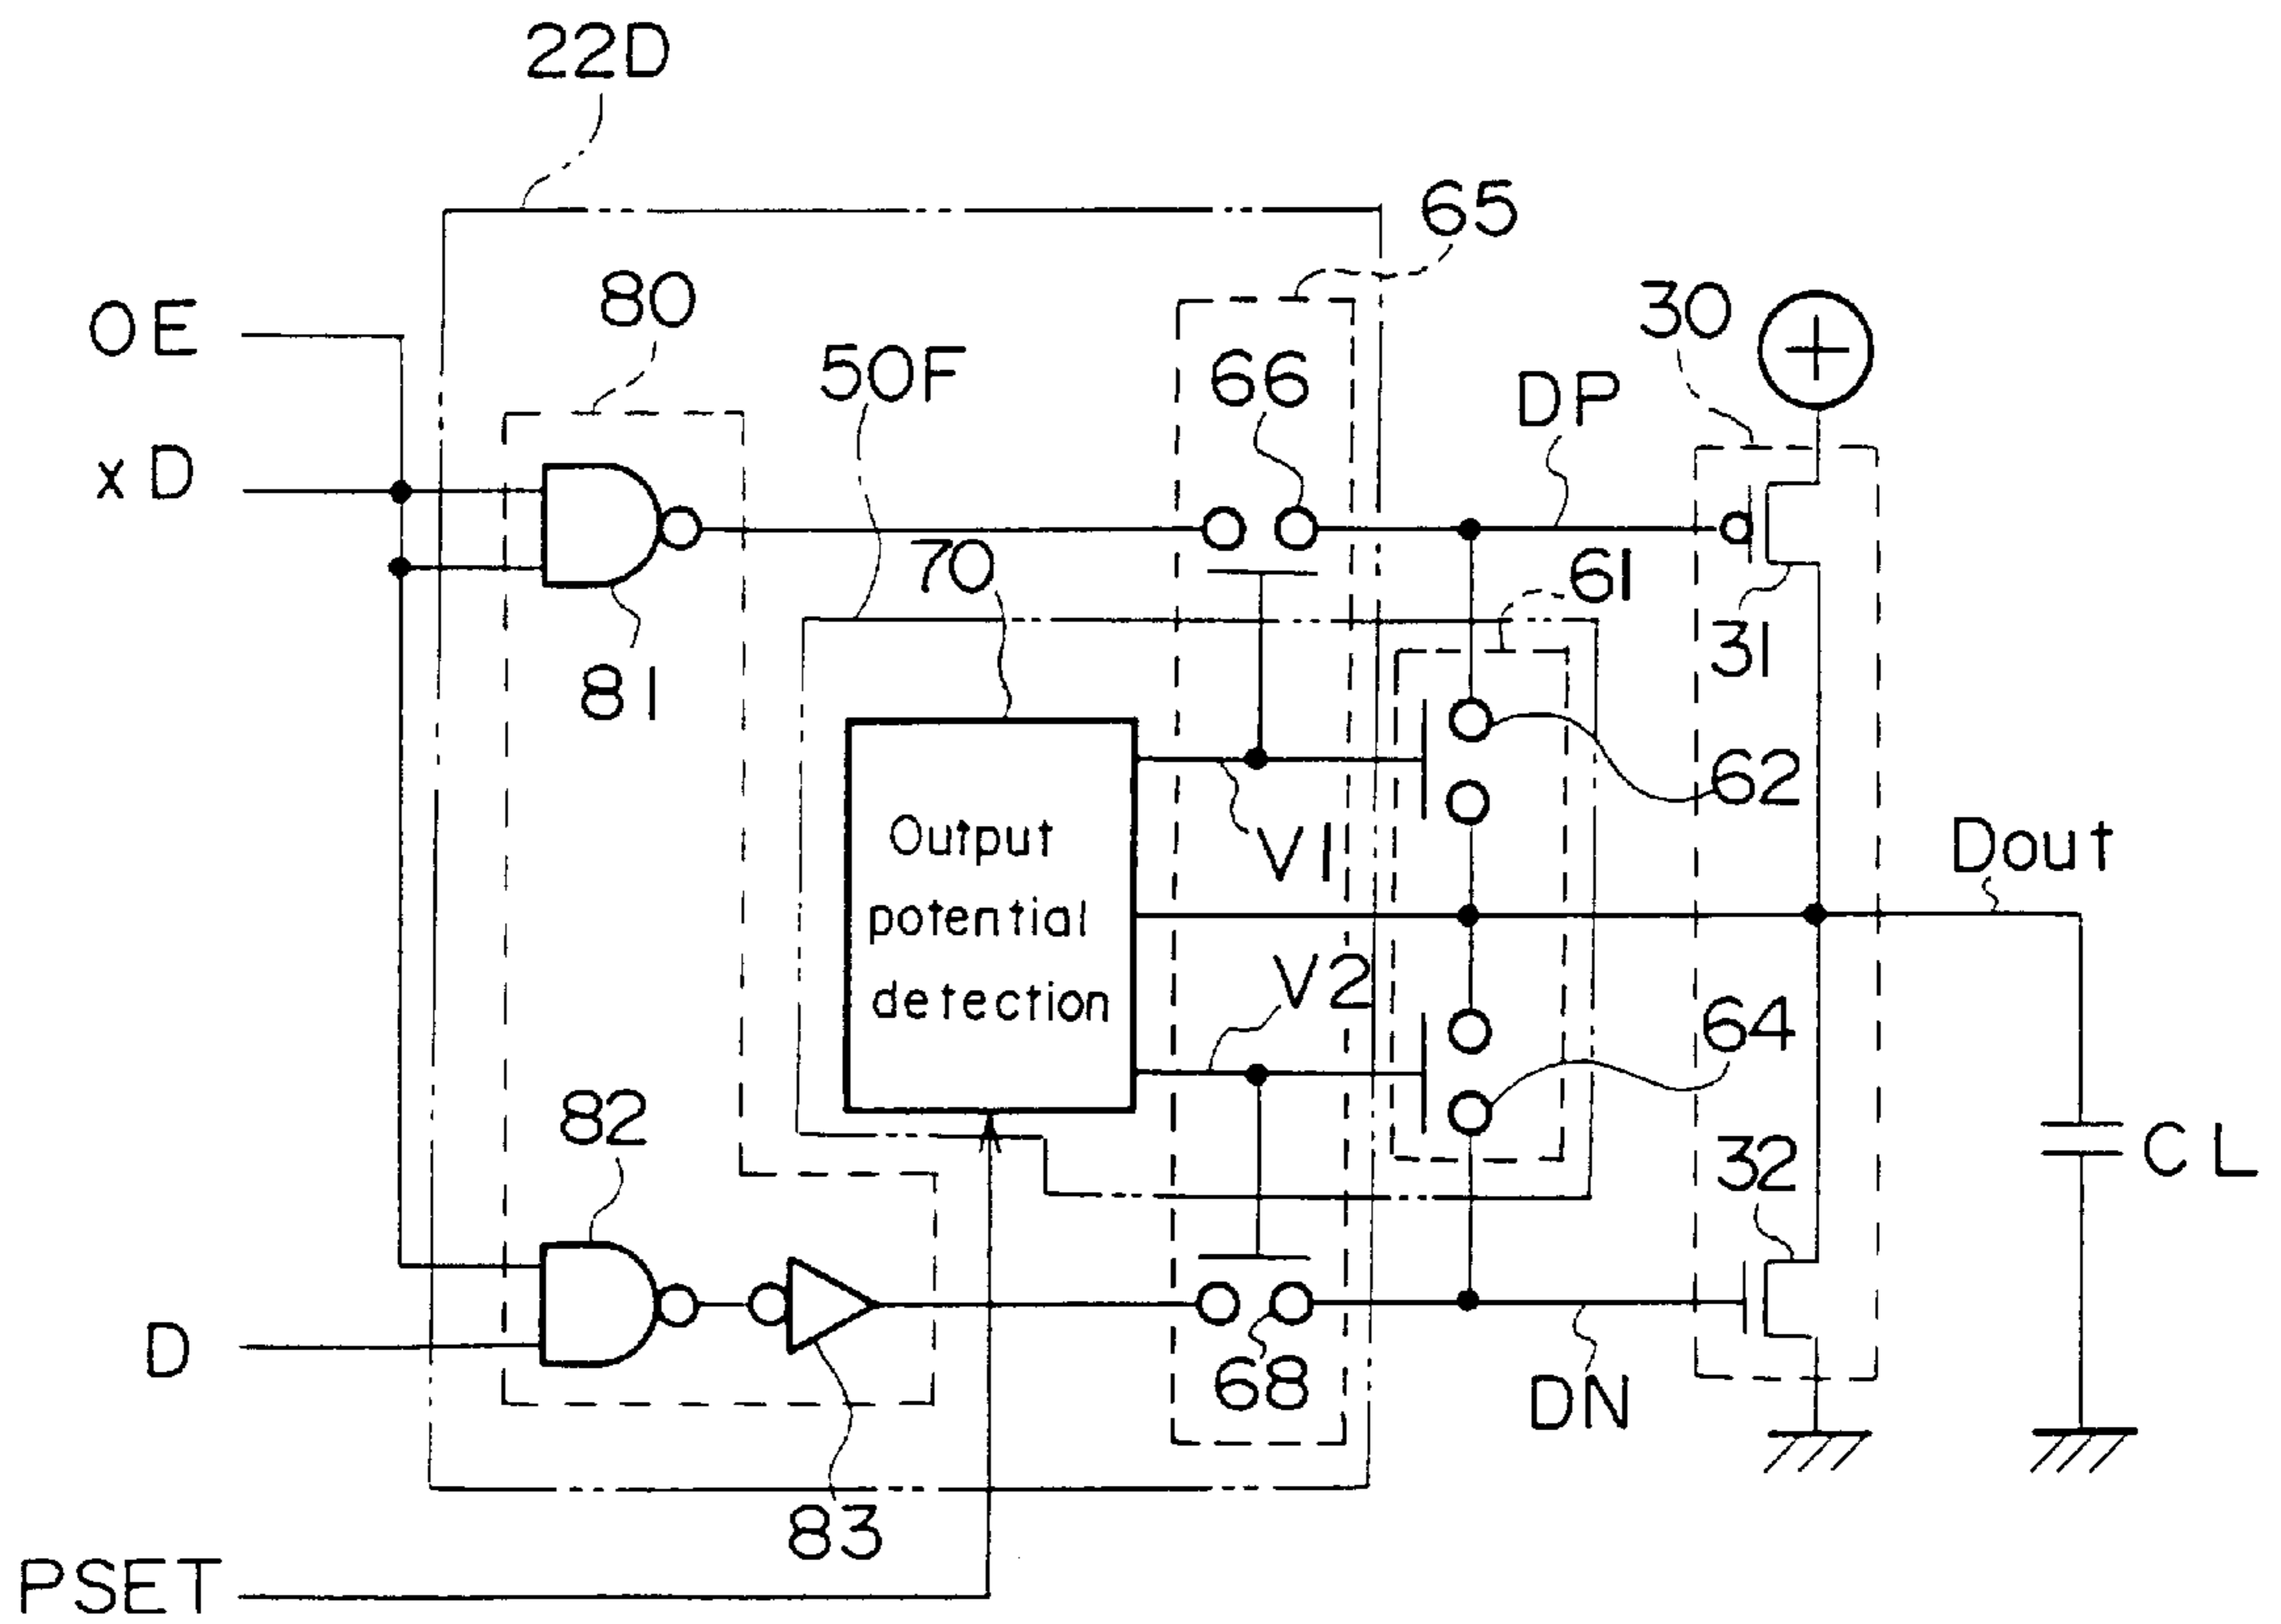 22D
65
OE
80
30
50F
66
DP
xD
70
61
31
81
62
Output
potential
detection
V1
Dout
V2
64
82
CL
32
D
68
DN
83
PSET